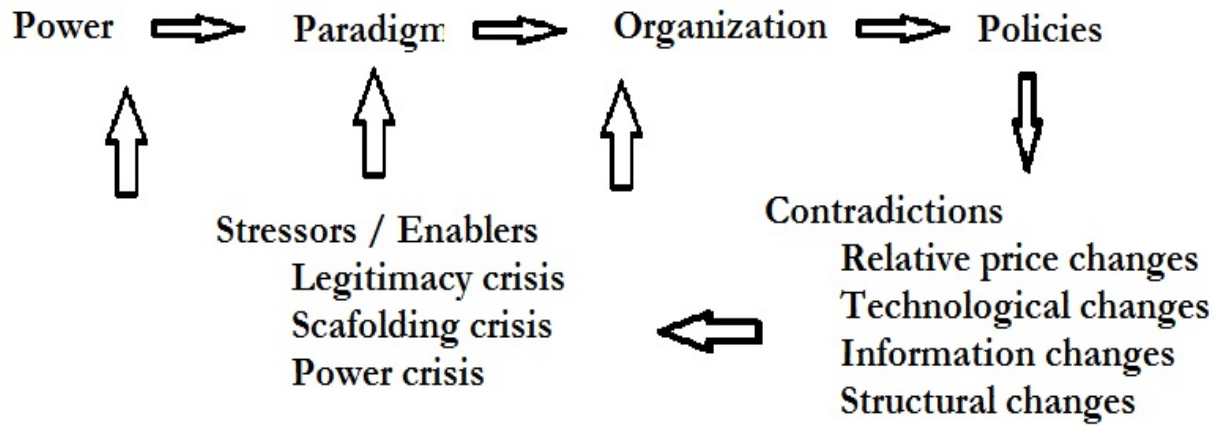 Power Paradigm Organization Policies
Stressors / Enablers
Legitimacy crisis
Scafolding crisis
Power crisis
Contradictions
Relative price changes
Technological changes
Information changes
Structural changes